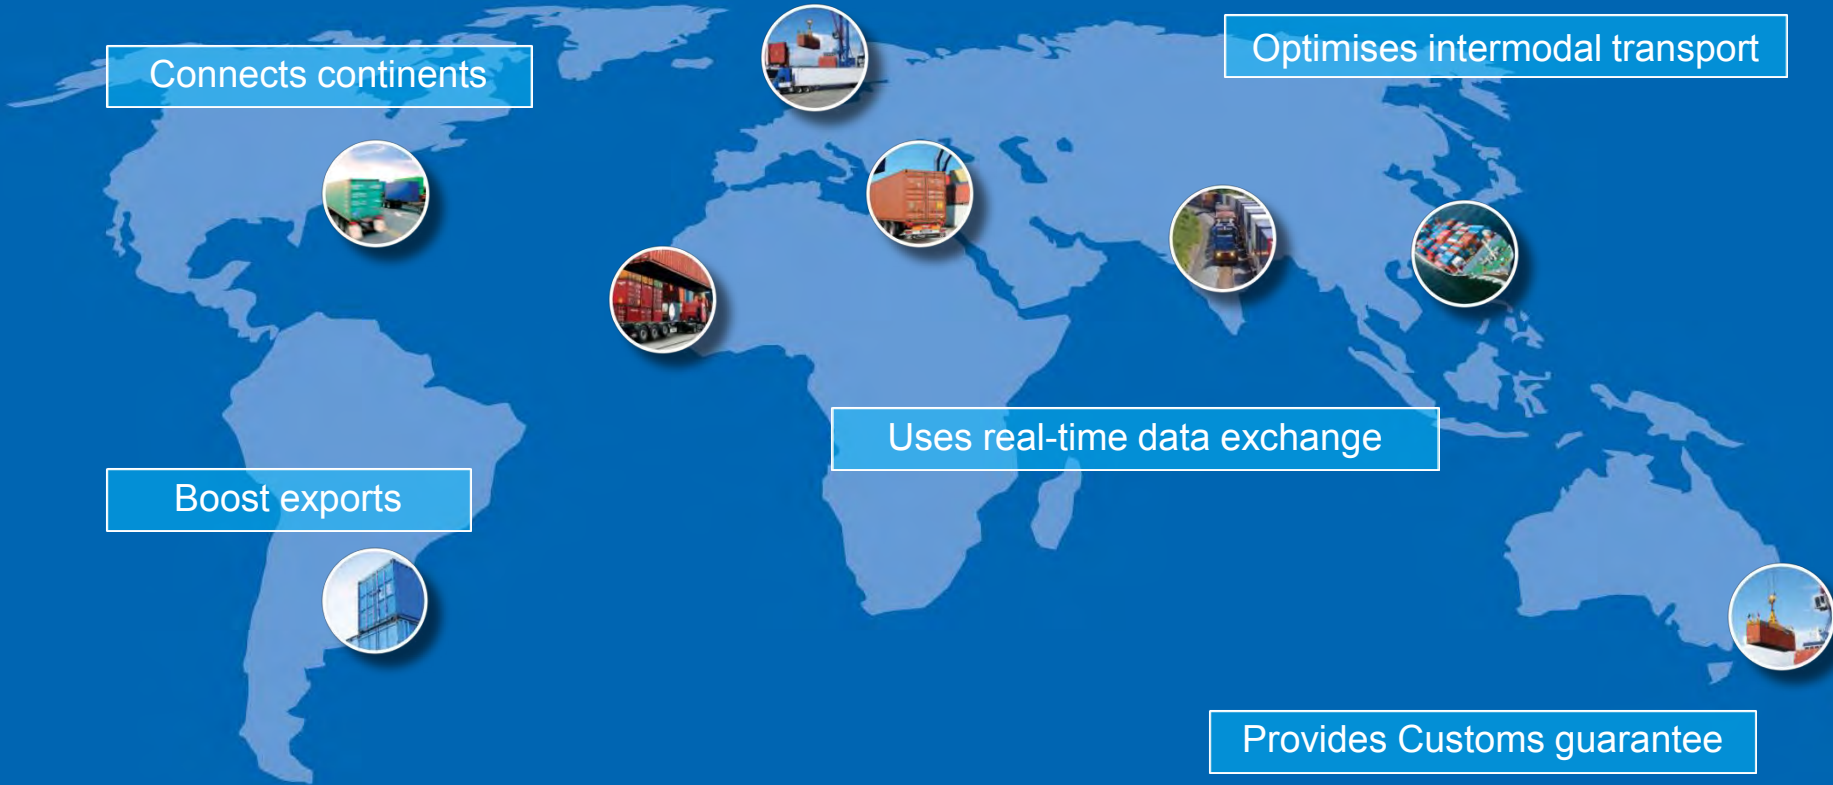 Optimises intermodal transport
Connects continents
Uses real-time data exchange
Boost exports
Provides Customs guarantee